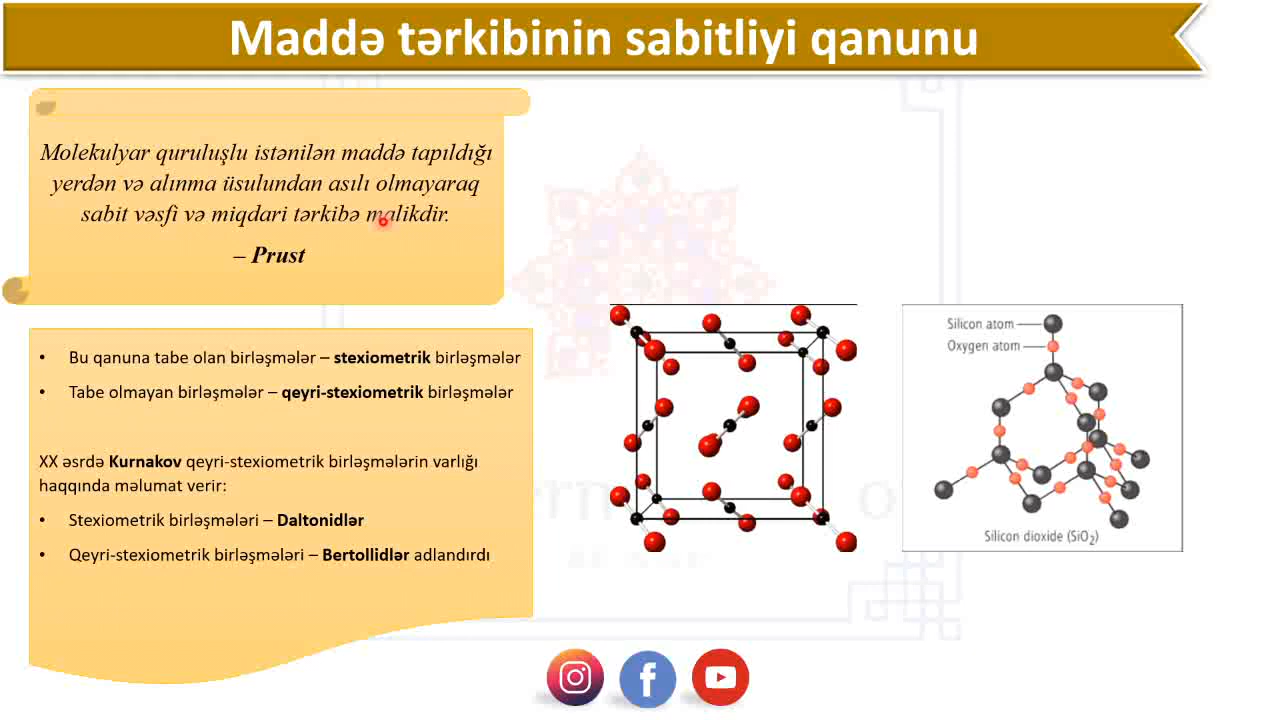 Maddə tərkibinin sabitliyi qanunu
Molekulyar quruluşlu istənilən maddə tapıldığı
yerdən və alınma üsulundan asılı olmayaraq
sabit vəsfi və miqdari tərkibə malikdir.
– Prust
• Bu qanuna tabe olan birləşmələr – stexiometrik birləşmələr
• Tabe olmayan birləşmələr – qeyri-stexiometrik birləşmələr
XX əsrdə Kurnakov qeyri-stexiometrik birləşmələrin varlığı
haqqında məlumat verir:
• Stexiometrik birləşmələri – Daltonidlər
• Qeyri-stexiometrik birləşmələri – Bertollidlər adlandırdı
Silicon atom
Oxygen atom
Silicon dioxide (SiO₂)